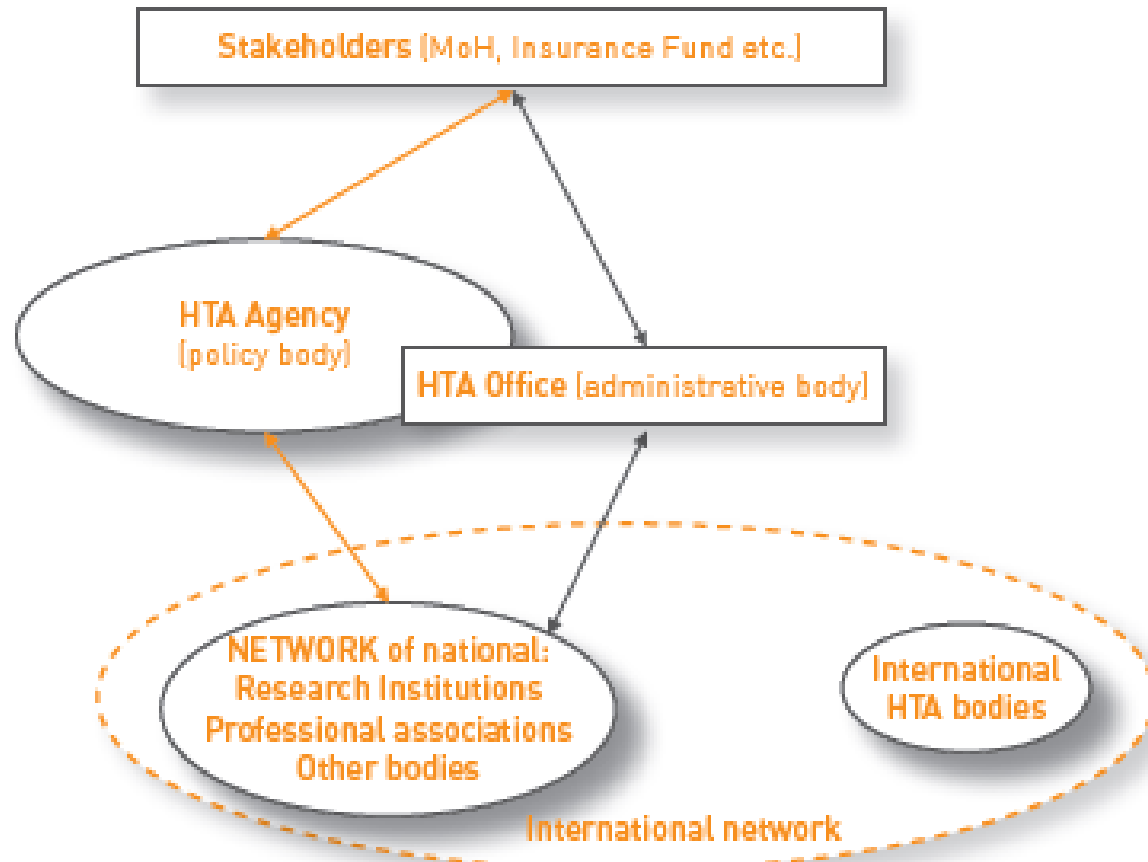 Stakeholders (MoH, Insurance Fund etc.)
HTA Agency
(policy body)
HTA Office (administrative body)
NETWORK of national:
Research Institutions
Professional associations
Other bodies
International
HTA bodies
International network